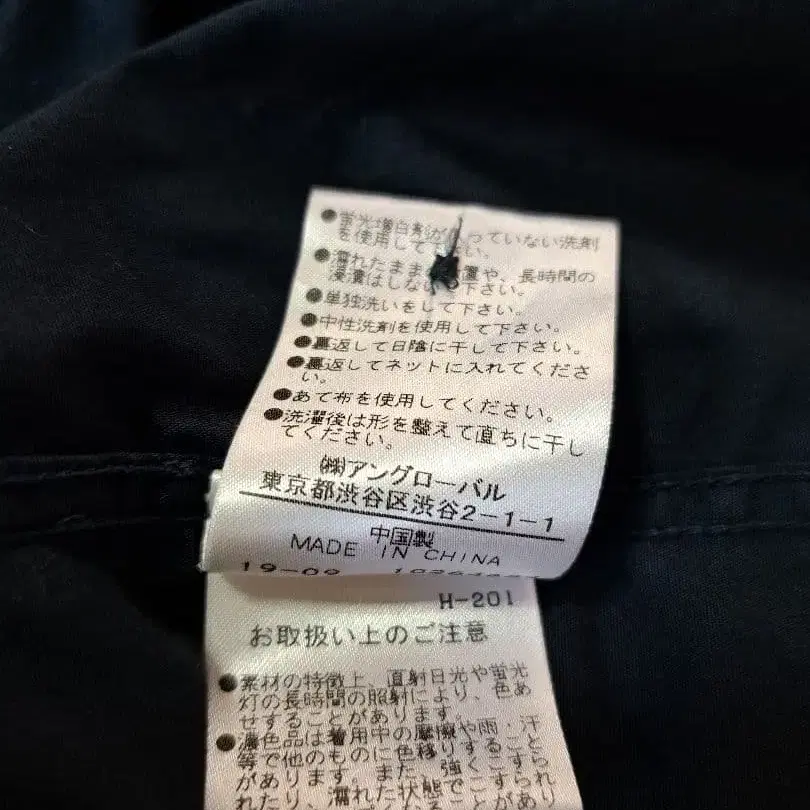 ●蛍光増白剤が
っていない洗剤
を使用して下さい。
●濡れたまま
置や、長時間の
浸漬はしない
下さい。
●単独洗いをして下さい。
●中性洗剤を使用して下さい。
●裏返して日陰に干して下さい。
●裏返してネットに入れてくださ
い。
●あて布を使用してください。
●洗濯後は形を整えて直ちに干し
てください。
㈱アングローバル
東京都渋谷区渋谷2-1-1
中国製
MADE IN CHINA
19-09
H-201
お取扱い上のご注意
●素材の特徴上、直射日光や蛍光
灯の長時間の照射により、色あ
せすることがあります。
●濃色品は着用中の摩擦や雨・汗
等で他のものに色移りすること
があります。また、強くこすら
れたり、濡れた状態でこすられ